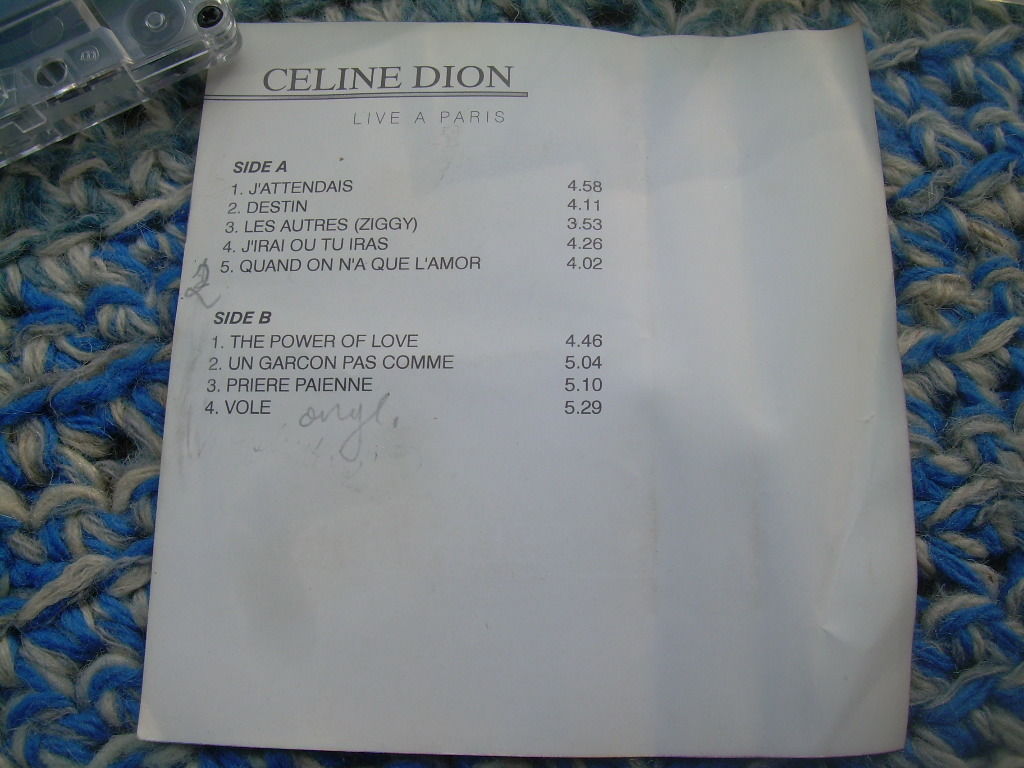 CELINE DION
LIVE A PARIS
SIDE A
1. J'ATTENDAIS 4.58
2. DESTIN 4.11
3. LES AUTRES (ZIGGY) 3.53
4. J'IRAI OU TU IRAS 4.26
5. QUAND ON N'A QUE L'AMOR 4.02
2
SIDE B
1. THE POWER OF LOVE 4.46
2. UN GARCON PAS COMME 5.04
3. PRIERE PAIENNE 5.10
4. VOLE 5.29